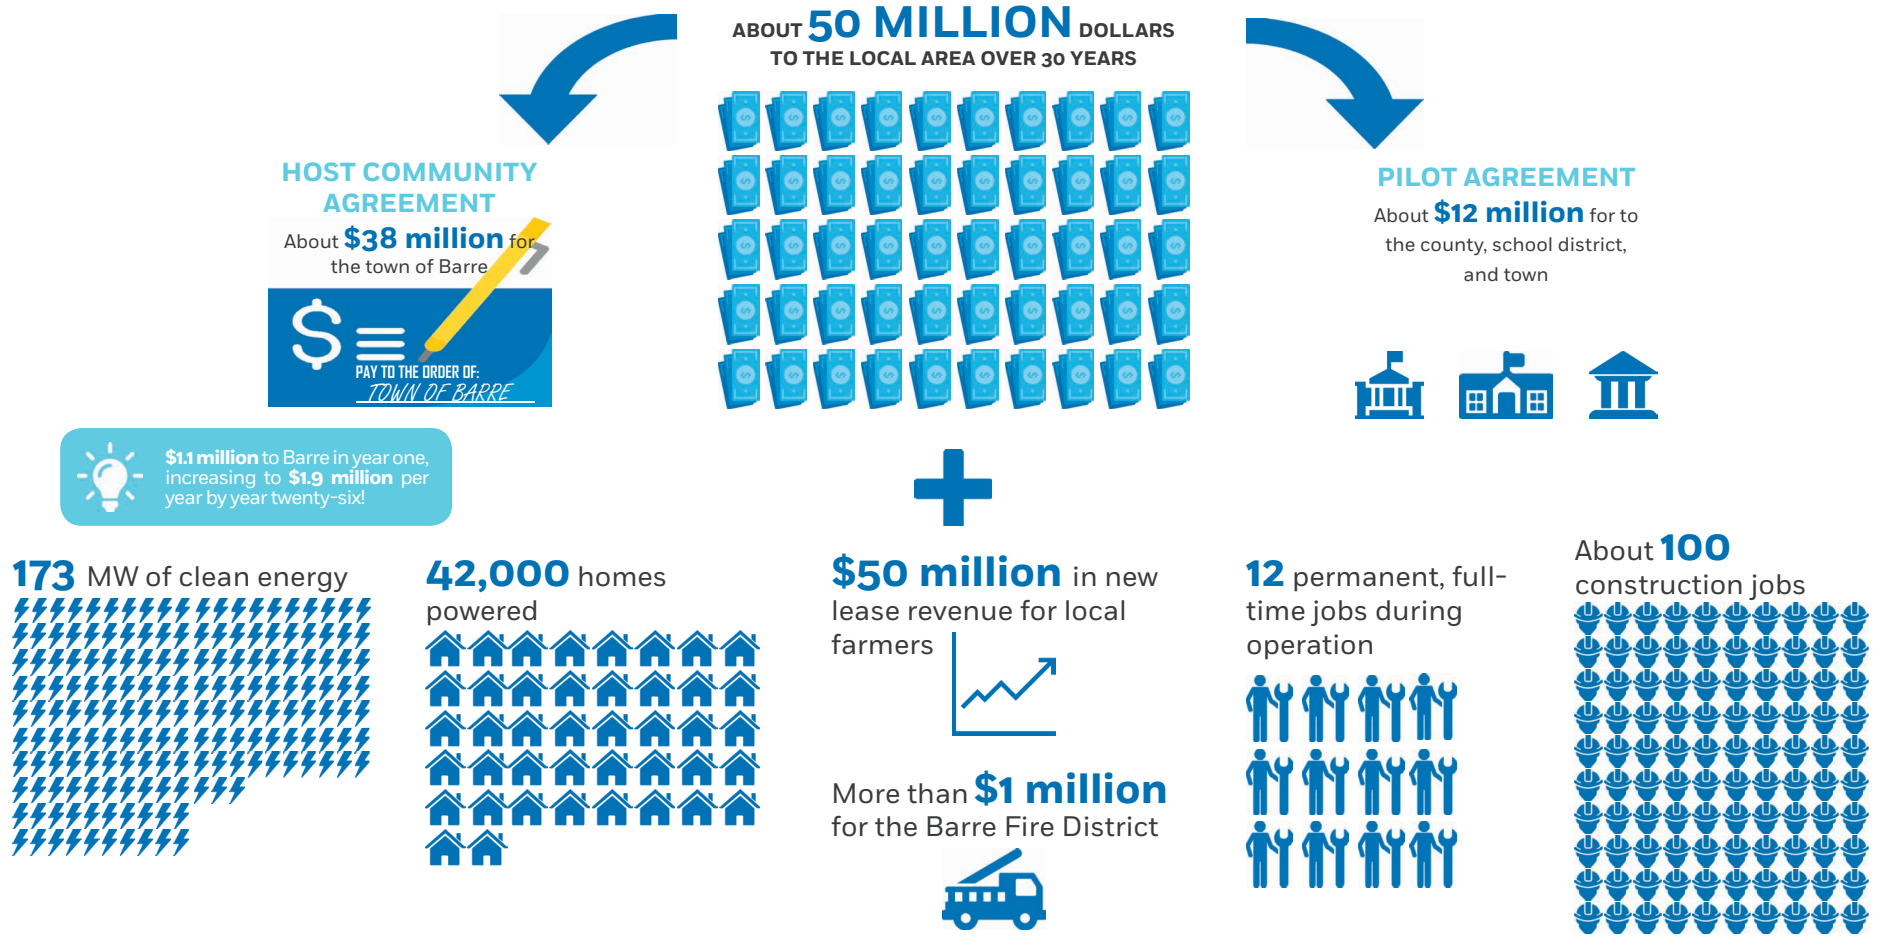 ABOUT 50 MILLION DOLLARS
TO THE LOCAL AREA OVER 30 YEARS
HOST COMMUNITY
AGREEMENT
About $38 million for
the town of Barre
PAY TO THE ORDER OF:
TOWN OF BARRE
PILOT AGREEMENT
About $12 million for to
the county, school district,
and town
$1.1 million to Barre in year one,
increasing to $1.9 million per
year by year twenty-six!
173 MW of clean energy
42,000 homes
powered
$50 million in new
lease revenue for local
farmers
More than $1 million
for the Barre Fire District
12 permanent, full-
time jobs during
operation
About 100
construction jobs